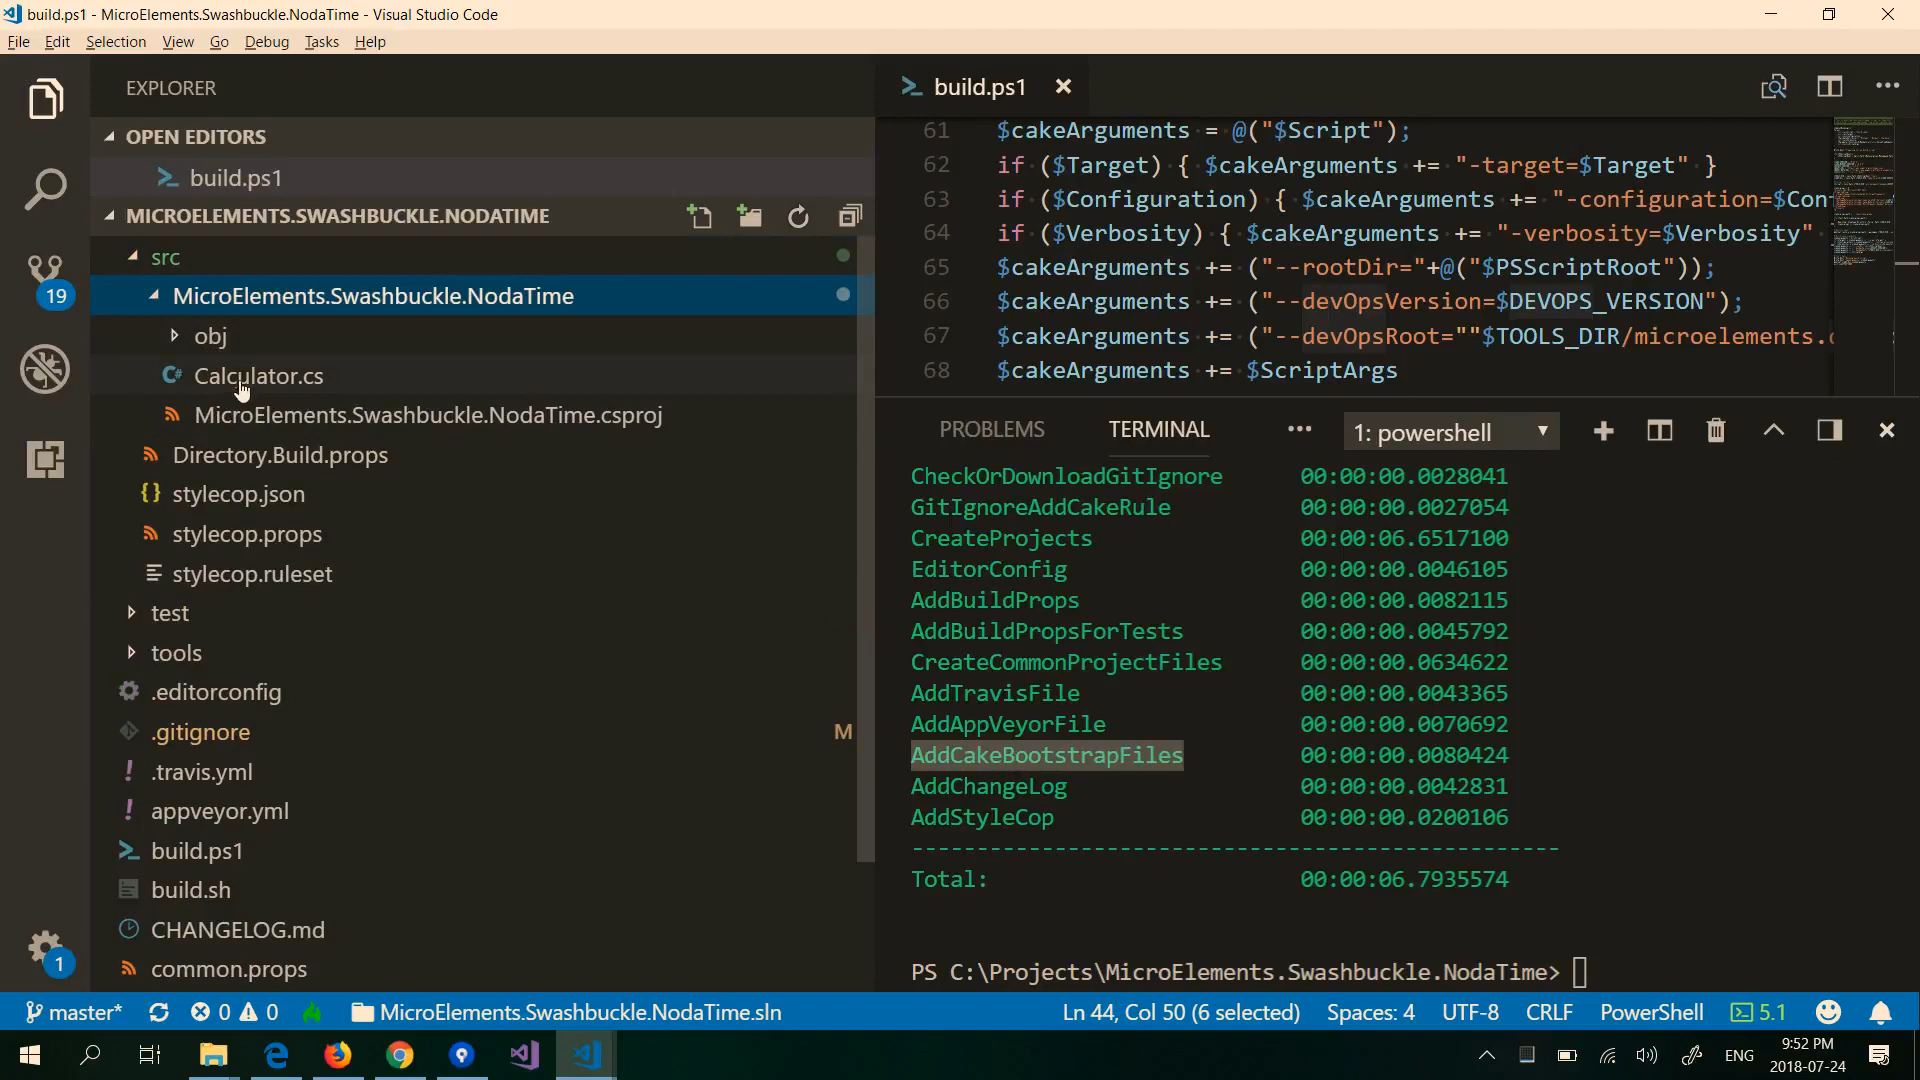 build.ps1 - MicroElements.Swashbuckle.NodaTime - Visual Studio Code
File Edit Selection View Go Debug Tasks Help
EXPLORER
OPEN EDITORS
build.ps1
MICROELEMENTS.SWASHBUCKLE.NODATIME
src
MicroElements.Swashbuckle.NodaTime
obj
Calculator.cs
MicroElements.Swashbuckle.NodaTime.csproj
Directory.Build.props
stylecop.json
stylecop.props
stylecop.ruleset
test
tools
.editorconfig
.gitignore M
.travis.yml
appveyor.yml
build.ps1
build.sh
CHANGELOG.md
common.props
19
1
build.ps1
61 $cakeArguments = @("$Script");
62 if ($Target) { $cakeArguments += "-target=$Target" }
63 if ($Configuration) { $cakeArguments += "-configuration=$Con
64 if ($Verbosity) { $cakeArguments += "-verbosity=$Verbosity"
65 $cakeArguments += ("--rootDir="+@("$PSScriptRoot"));
66 $cakeArguments += ("--devOpsVersion=$DEVOPS_VERSION");
67 $cakeArguments += ("--devOpsRoot=""$TOOLS_DIR/microelements.
68 $cakeArguments += $ScriptArgs
PROBLEMS TERMINAL ••• 1: powershell
CheckOrDownloadGitIgnore 00:00:00.0028041
GitIgnoreAddCakeRule 00:00:00.0027054
CreateProjects 00:00:06.6517100
EditorConfig 00:00:00.0046105
AddBuildProps 00:00:00.0082115
AddBuildPropsForTests 00:00:00.0045792
CreateCommonProjectFiles 00:00:00.0634622
AddTravisFile 00:00:00.0043365
AddAppVeyorFile 00:00:00.0070692
AddCakeBootstrapFiles 00:00:00.0080424
AddChangeLog 00:00:00.0042831
AddStyleCop 00:00:00.0200106
--------------------------------------------------
Total: 00:00:06.7935574
PS C:\Projects\MicroElements.Swashbuckle.NodaTime>
master* 0 0 MicroElements.Swashbuckle.NodaTime.sln Ln 44, Col 50 (6 selected) Spaces: 4 UTF-8 CRLF PowerShell 5.1
ENG
9:52 PM
2018-07-24